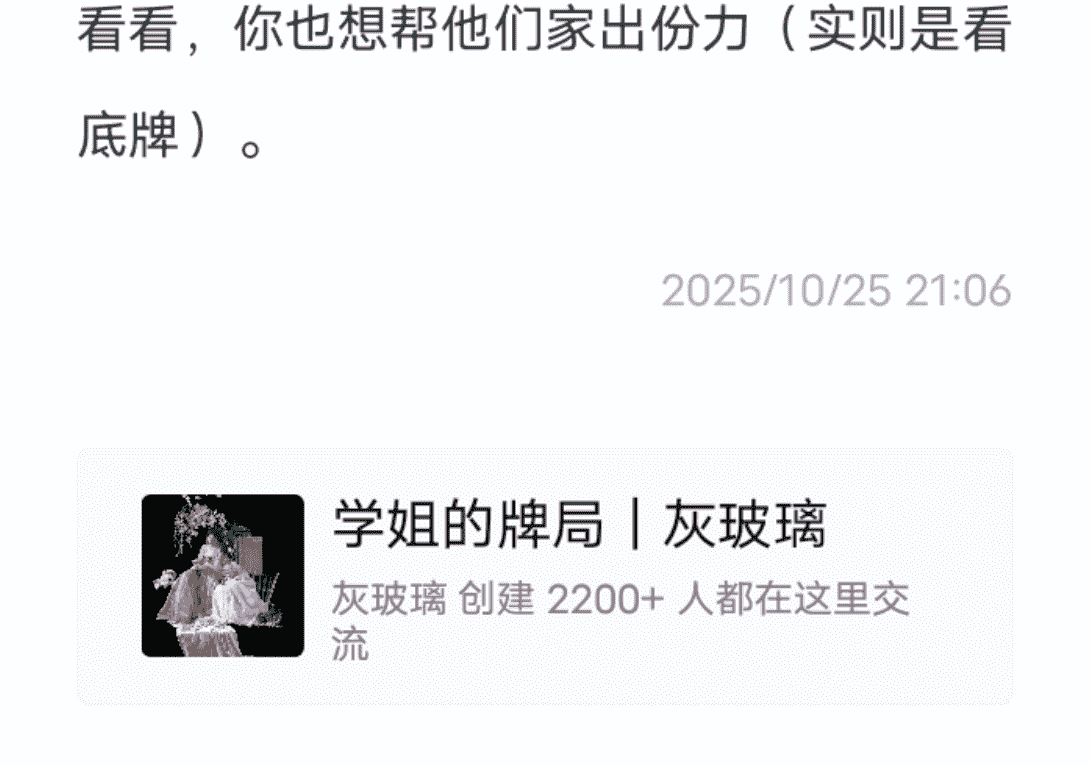 看看，你也想帮他们家出份力（实则是看
底牌）。
2025/10/25 21:06
学姐的牌局｜灰玻璃
灰玻璃 创建 2200+ 人都在这里交
流